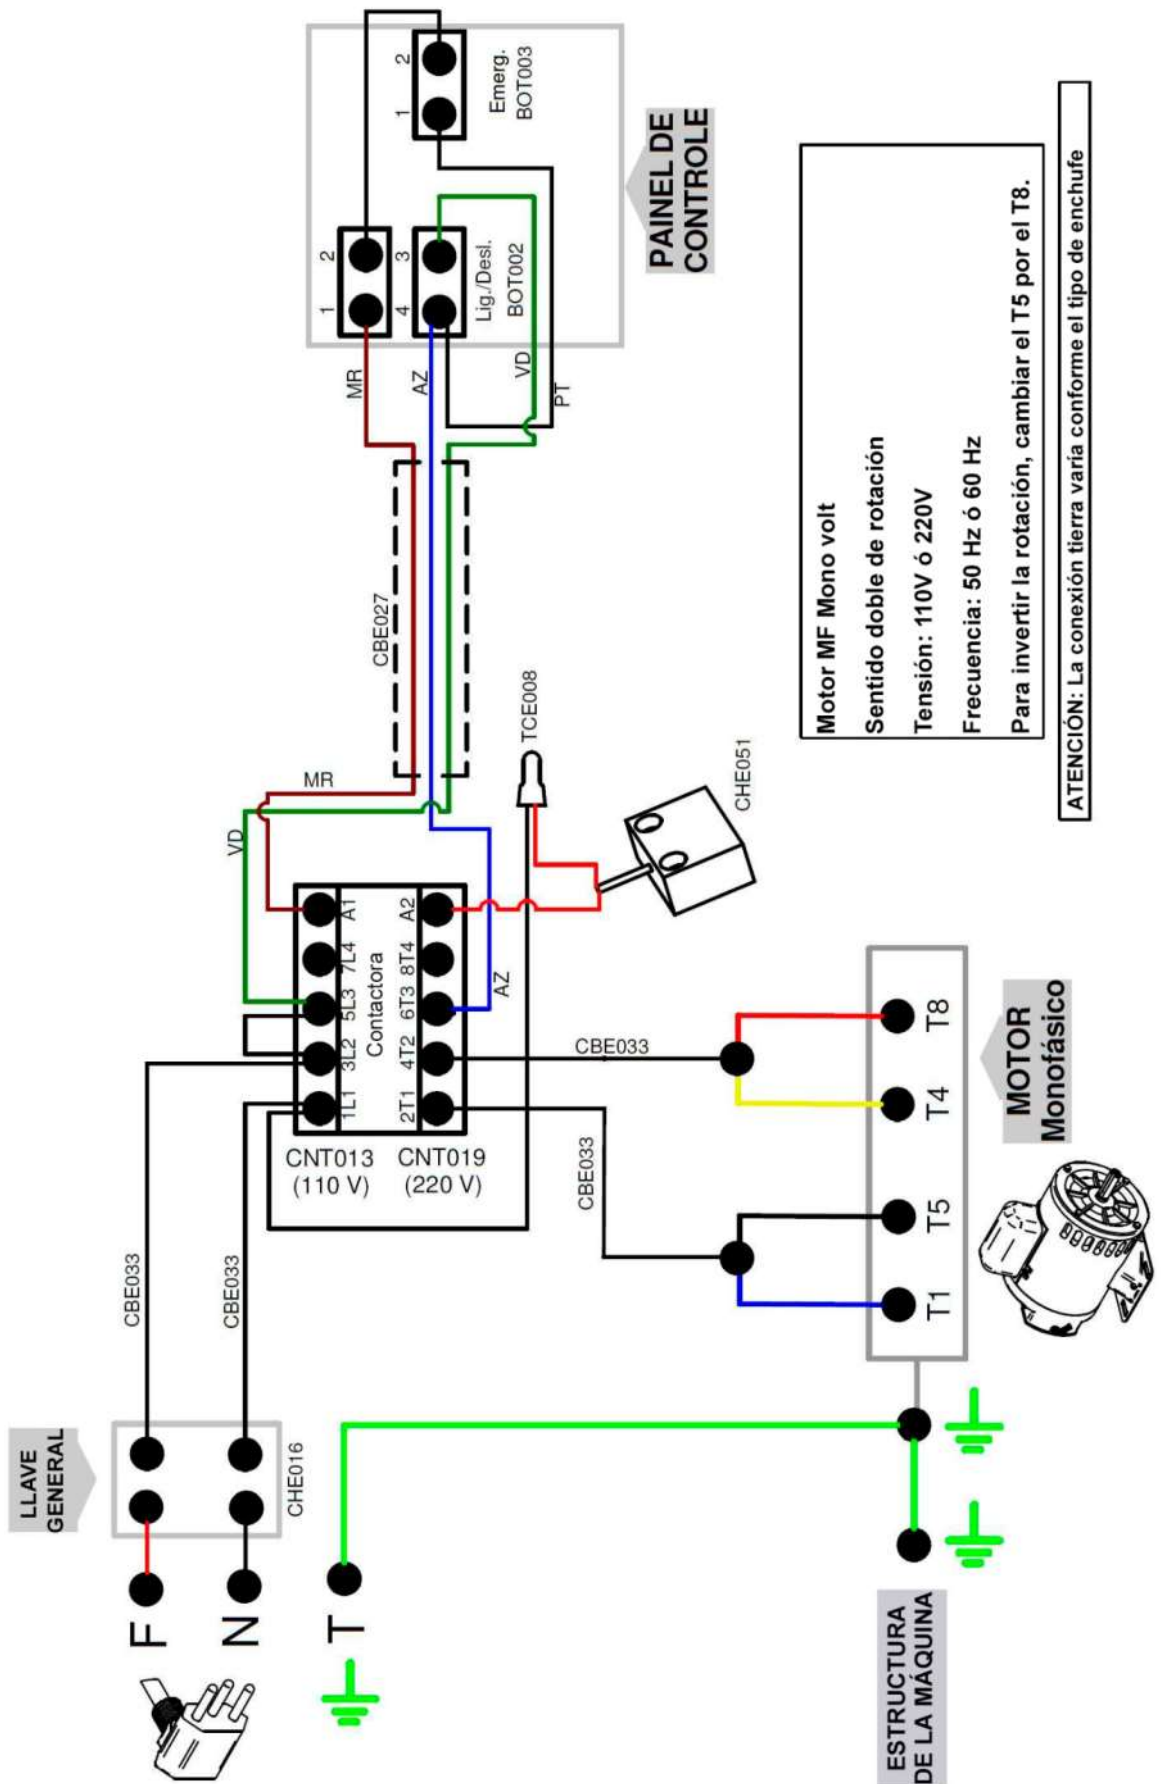 LLAVE
GENERAL
F
N
T
CHE016
CBE033
CBE033
CNT013
(110 V)
CNT019
(220 V)
1L1
3L2
5L3
7L4
A1
Contactora
2T1
4T2
6T3
8T4
A2
VD
MR
AZ
CBE033
CBE033
TCE008
CHE051
CBE027
MR
AZ
VD
PT
1
2
4
3
Lig./Desl.
BOT002
1
2
Emerg.
BOT003
PAINEL DE
CONTROLE
T1
T5
T4
T8
MOTOR
Monofásico
ESTRUCTURA
DE LA MÁQUINA
Motor MF Mono volt
Sentido doble de rotación
Tensión: 110V ó 220V
Frecuencia: 50 Hz ó 60 Hz
Para invertir la rotación, cambiar el T5 por el T8.
ATENCIÓN: La conexión tierra varia conforme el tipo de enchufe